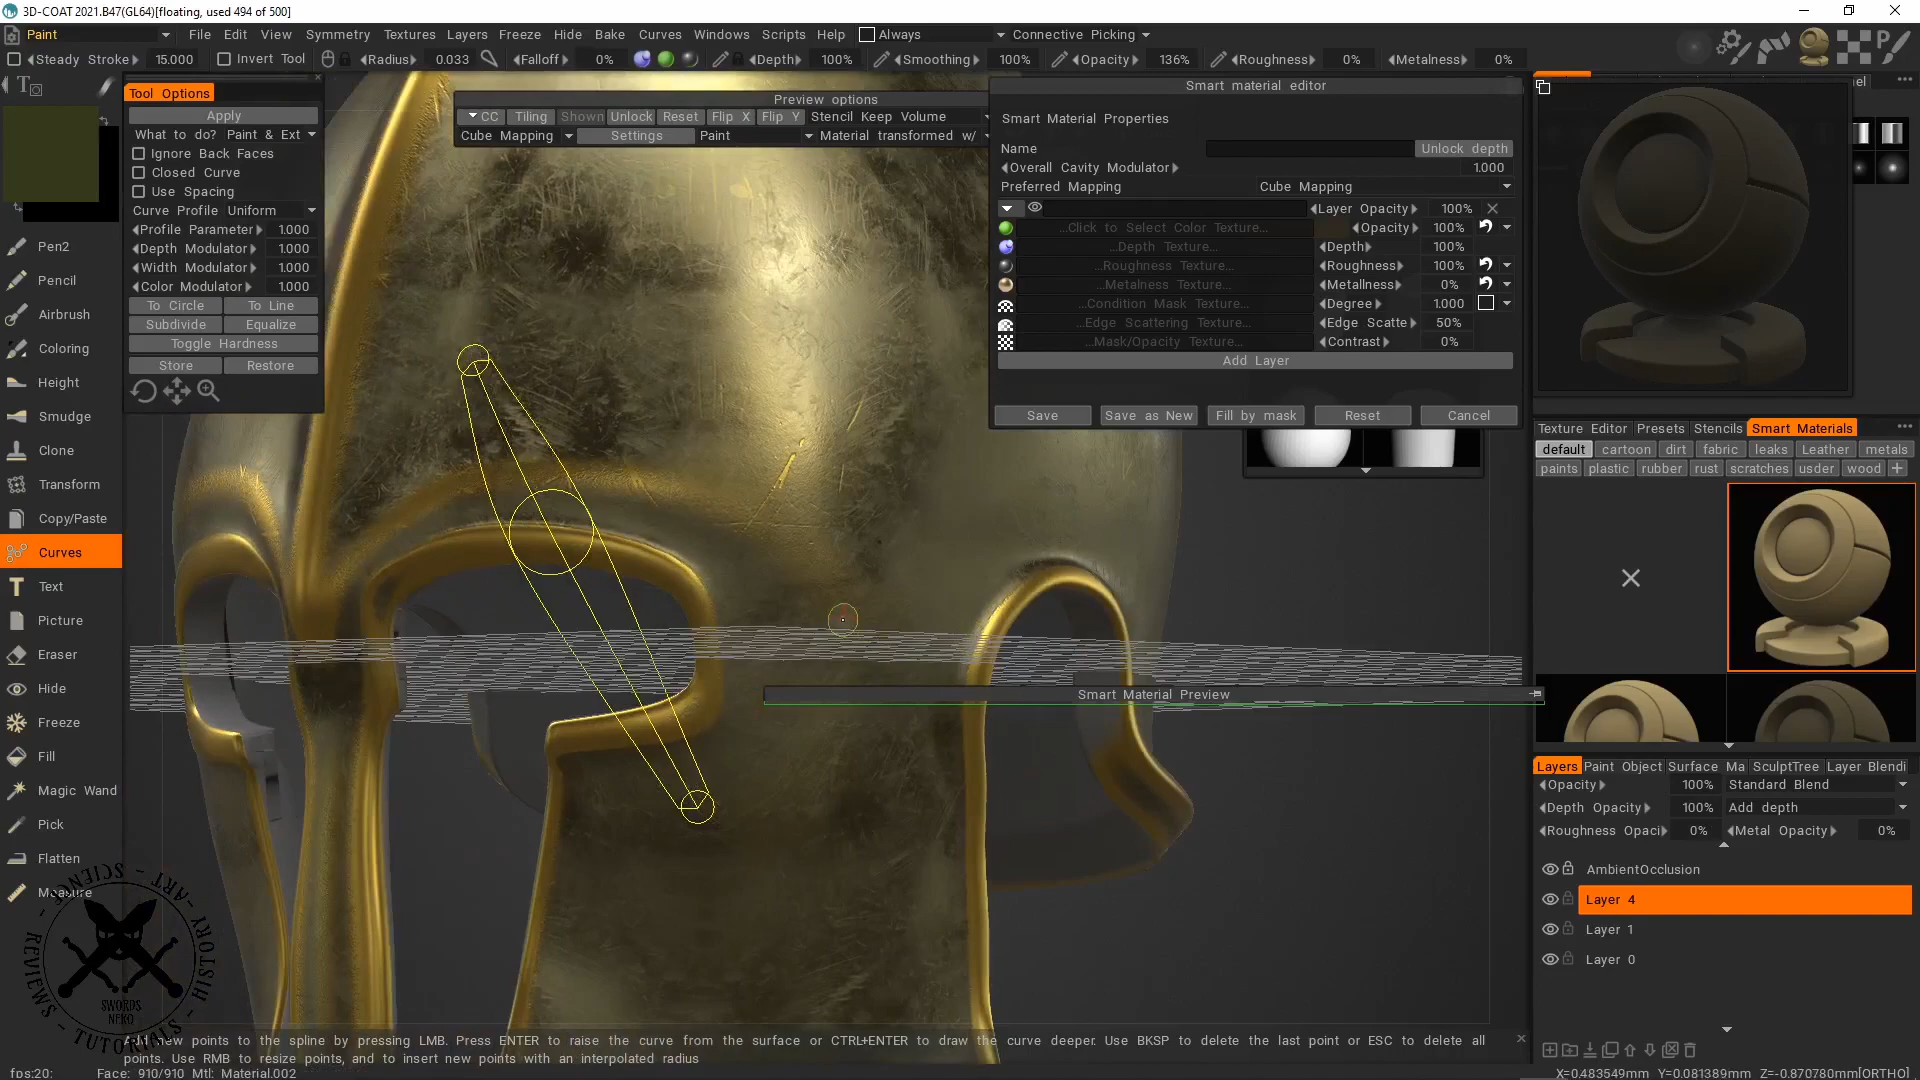 3D-COAT 2021.B47(GL64)[floating, used 494 of 500]
Paint File Edit View Symmetry Textures Layers Freeze Hide Bake Curves Windows Scripts Help Always Connective Picking
Steady Stroke 15.000 Invert Tool Radius 0.033 Falloff 0% Depth 100% Smoothing 100% Opacity 136% Roughness 0% Metalness 0%
Tool Options
Apply
What to do? Paint & Ext
Ignore Back Faces
Closed Curve
Use Spacing
Curve Profile Uniform
Profile Parameter 1.000
Depth Modulator 1.000
Width Modulator 1.000
Color Modulator 1.000
To Circle To Line
Subdivide Equalize
Toggle Hardness
Store Restore
Pen2
Pencil
Airbrush
Coloring
Height
Smudge
Clone
Transform
Copy/Paste
Curves
Text
Picture
Eraser
Hide
Freeze
Fill
Magic Wand
Pick
Flatten
Measure
Preview options
CC Tiling Shown Unlock Reset Flip X Flip Y Stencil Keep Volume
Cube Mapping Settings Paint Material transformed w/
Smart material editor
Smart Material Properties
Name Unlock depth
Overall Cavity Modulator 1.000
Preferred Mapping Cube Mapping
Layer Opacity 100%
...Click to Select Color Texture... Opacity 100%
...Depth Texture... Depth 100%
...Roughness Texture... Roughness 100%
...Metalness Texture... Metallness 0%
...Condition Mask Texture... Degree 1.000
...Edge Scattering Texture... Edge Scatte 50%
...Mask/Opacity Texture... Contrast 0%
Add Layer
Save Save as New Fill by mask Reset Cancel
Smart Material Preview
Texture Editor Presets Stencils Smart Materials
default cartoon dirt fabric leaks Leather metals
paints plastic rubber rust scratches usder wood
Layers Paint Object Surface Ma SculptTree Layer Blendi
Opacity 100% Standard Blend
Depth Opacity 100% Add depth
Roughness Opaci 0% Metal Opacity 0%
AmbientOcclusion
Layer 4
Layer 1
Layer 0
REVIEWS - TUTORIALS - HISTORY - ART - SCIENCE -
SWORDS
NEKO
new points to the spline by pressing LMB. Press ENTER to raise the curve from the surface or CTRL+ENTER to draw the curve deeper. Use BKSP to delete the last point or ESC to delete all
points. Use RMB to resize points, and to insert new points with an interpolated radius
fps:20; Face: 910/910 Mtl: Material.002 X=0.483549mm Y=0.081389mm Z=-0.870780mm[ORTHO]